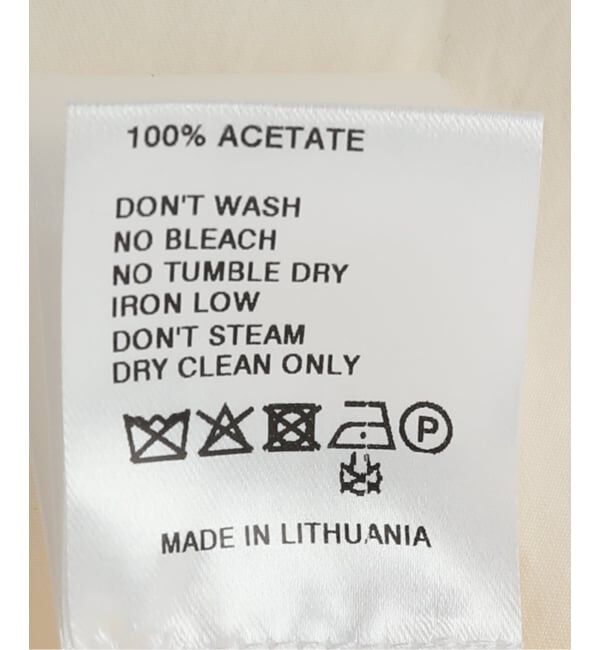 100% ACETATE
DON'T WASH
NO BLEACH
NO TUMBLE DRY
IRON LOW
DON'T STEAM
DRY CLEAN ONLY
P
MADE IN LITHUANIA